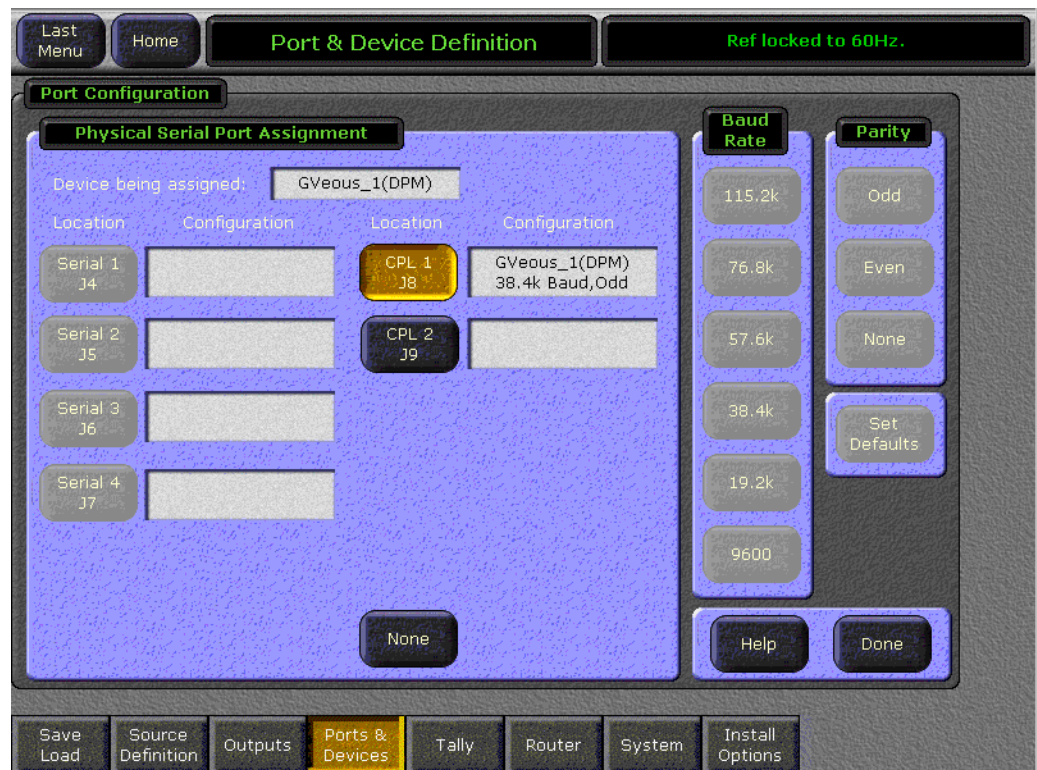 Last
Menu
Home
Port & Device Definition
Ref locked to 60Hz.
Port Configuration
Physical Serial Port Assignment
Device being assigned:
GVeous_1(DPM)
Location
Configuration
Location
Configuration
Serial 1
J4
CPL 1
J8
GVeous_1(DPM)
38.4k Baud,Odd
Serial 2
J5
CPL 2
J9
Serial 3
J6
Serial 4
J7
None
Baud
Rate
115.2k
76.8k
57.6k
38.4k
19.2k
9600
Parity
Odd
Even
None
Set
Defaults
Help
Done
Save
Load
Source
Definition
Outputs
Ports &
Devices
Tally
Router
System
Install
Options